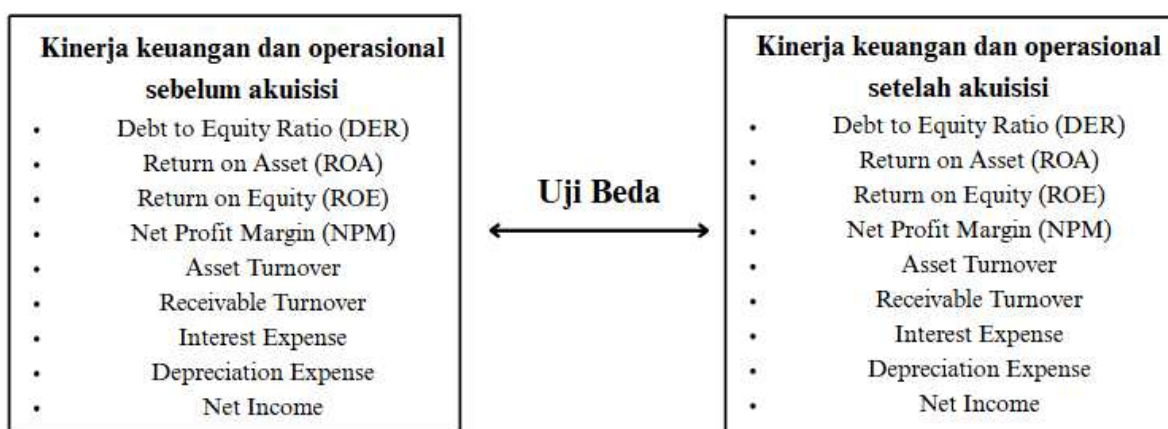 Kinerja keuangan dan operasional
sebelum akuisisi
• Debt to Equity Ratio (DER)
• Return on Asset (ROA)
• Return on Equity (ROE)
• Net Profit Margin (NPM)
• Asset Turnover
• Receivable Turnover
• Interest Expense
• Depreciation Expense
• Net Income
Uji Beda
Kinerja keuangan dan operasional
setelah akuisisi
• Debt to Equity Ratio (DER)
• Return on Asset (ROA)
• Return on Equity (ROE)
• Net Profit Margin (NPM)
• Asset Turnover
• Receivable Turnover
• Interest Expense
• Depreciation Expense
• Net Income